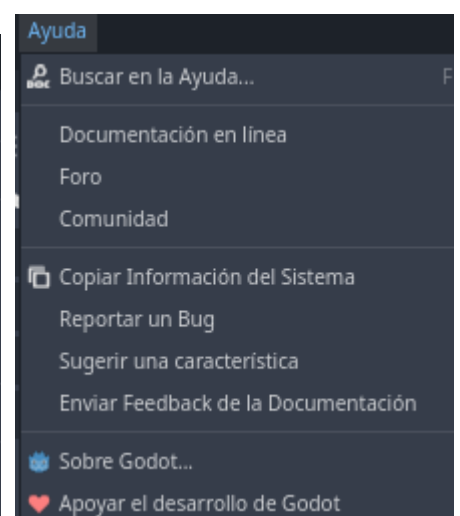 Ayuda
Buscar en la Ayuda... F
Documentación en línea
Foro
Comunidad
Copiar Información del Sistema
Reportar un Bug
Sugerir una característica
Enviar Feedback de la Documentación
Sobre Godot...
Apoyar el desarrollo de Godot